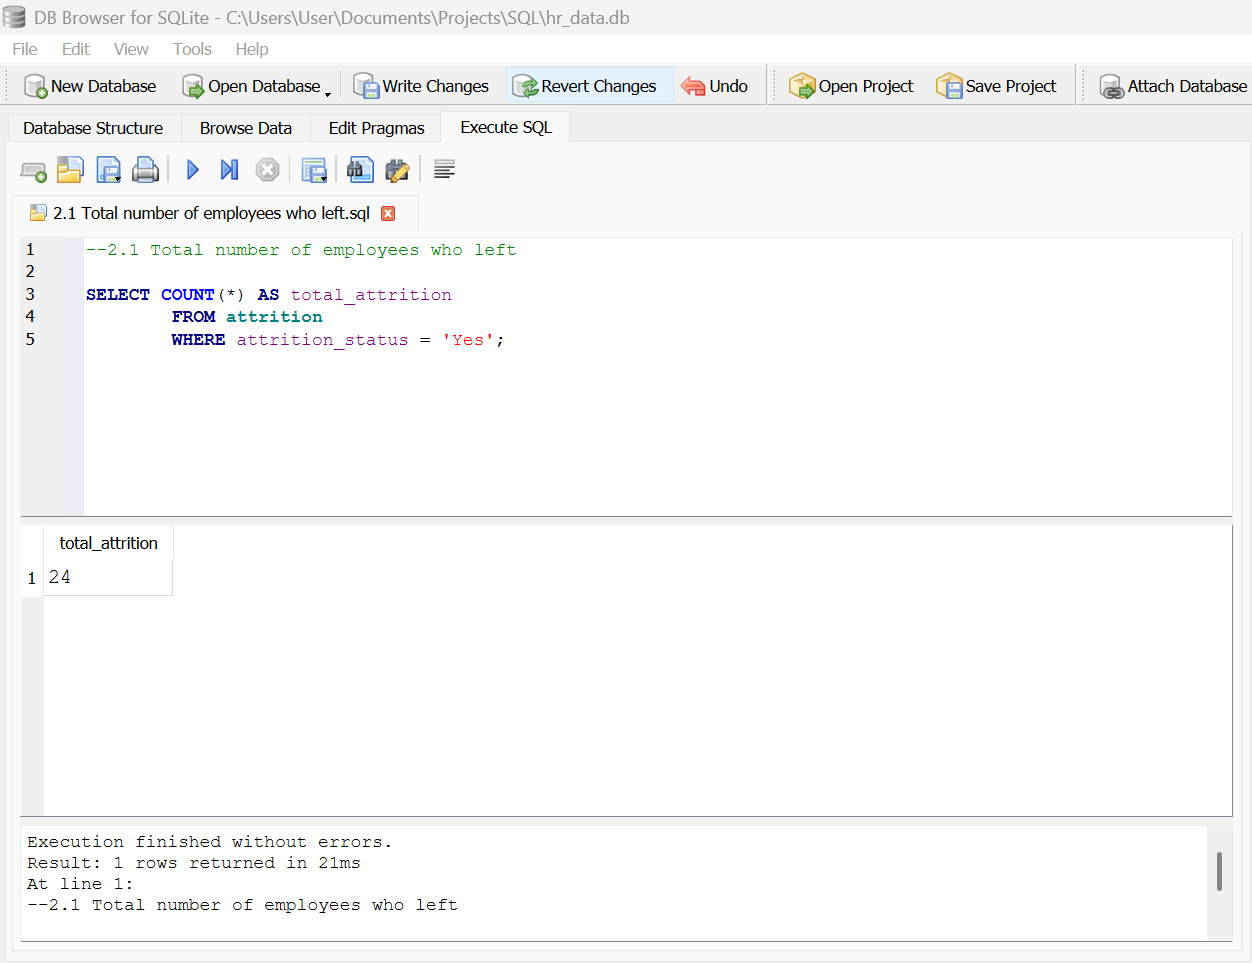 DB Browser for SQLite - C:\Users\User\Documents\Projects\SQL\hr_data.db
File Edit View Tools Help
New Database Open Database Write Changes Revert Changes Undo Open Project Save Project Attach Database
Database Structure Browse Data Edit Pragmas Execute SQL
2.1 Total number of employees who left.sql
1 --2.1 Total number of employees who left
2
3 SELECT COUNT(*) AS total_attrition
4 FROM attrition
5 WHERE attrition_status = 'Yes';
total_attrition
1 24
Execution finished without errors.
Result: 1 rows returned in 21ms
At line 1:
--2.1 Total number of employees who left